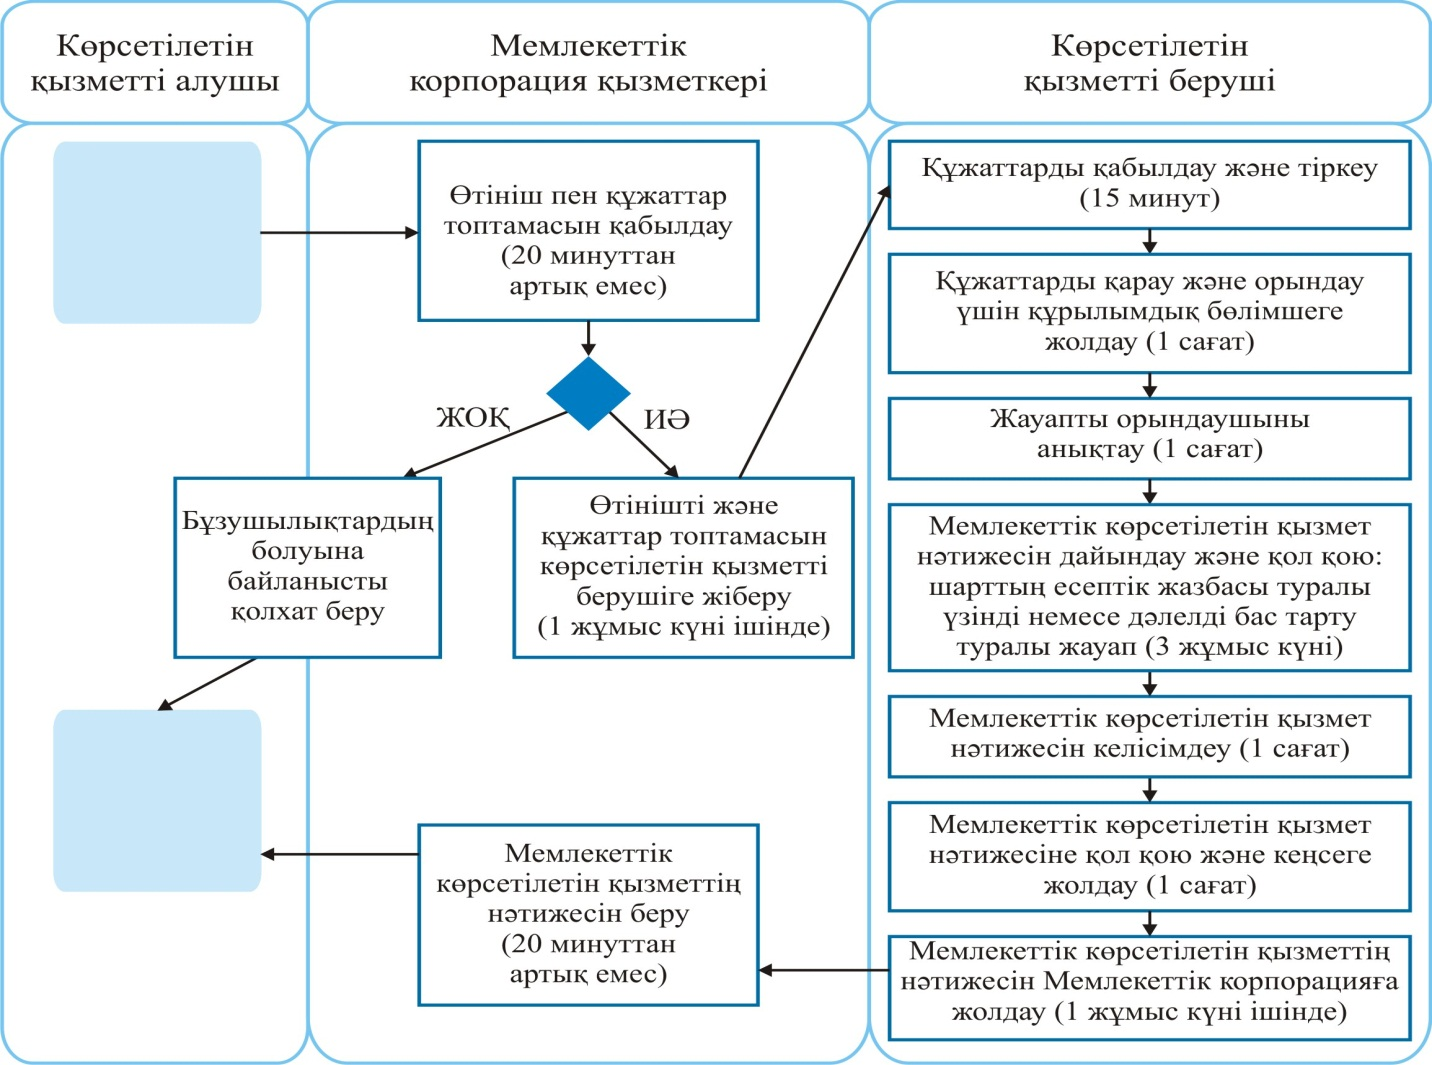 Көрсетілетін
қызметті алушы
Мемлекеттік
корпорация қызметкері
Көрсетілетін
қызметті беруші
Өтініш пен құжаттар
топтамасын қабылдау
(20 минуттан
артық емес)
ЖОҚ
ИӘ
Бұзушылықтардың
болуына
байланысты
қолхат беру
Өтінішті және
құжаттар топтамасын
көрсетілетін қызметті
берушіге жіберу
(1 жұмыс күні ішінде)
Құжаттарды қабылдау және тіркеу
(15 минут)
Құжаттарды қарау және орындау
үшін құрылымдық бөлімшеге
жолдау (1 сағат)
Жауапты орындаушыны
анықтау (1 сағат)
Мемлекеттік көрсетілетін қызмет
нәтижесін дайындау және қол қою:
шарттың есептік жазбасы туралы
үзінді немесе дәлелді бас тарту
туралы жауап (3 жұмыс күні)
Мемлекеттік көрсетілетін қызмет
нәтижесін келісімдеу (1 сағат)
Мемлекеттік көрсетілетін қызмет
нәтижесіне қол қою және кеңсеге
жолдау (1 сағат)
Мемлекеттік көрсетілетін қызметтің
нәтижесін Мемлекеттік корпорацияға
жолдау (1 жұмыс күні ішінде)
Мемлекеттік
көрсетілетін қызметтің
нәтижесін беру
(20 минуттан
артық емес)